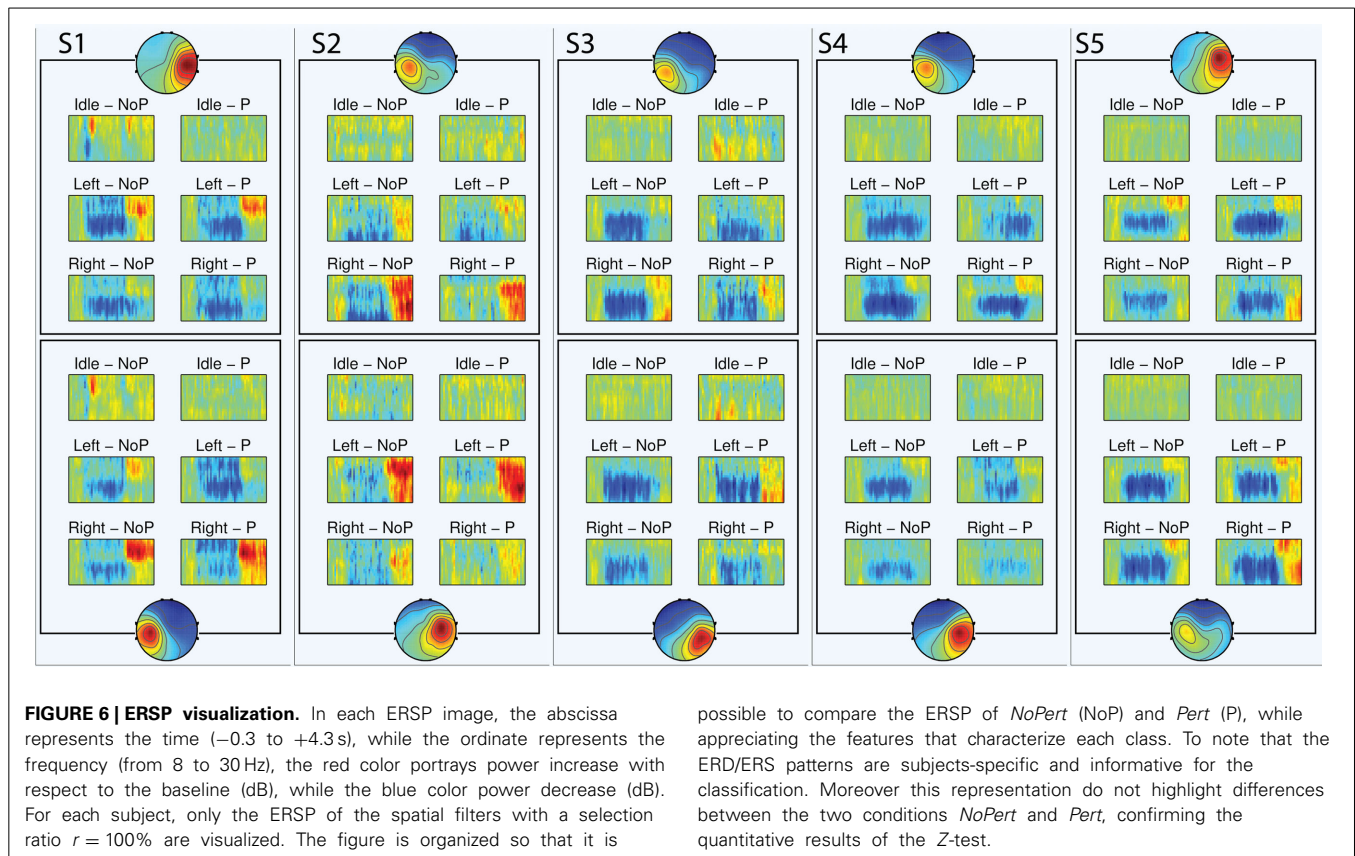 S1
S2
S3
S4
S5
Idle – NoP Idle – P
Left – NoP Left – P
Right – NoP Right – P
Idle – NoP Idle – P
Left – NoP Left – P
Right – NoP Right – P
Idle – NoP Idle – P
Left – NoP Left – P
Right – NoP Right – P
Idle – NoP Idle – P
Left – NoP Left – P
Right – NoP Right – P
Idle – NoP Idle – P
Left – NoP Left – P
Right – NoP Right – P
Idle – NoP Idle – P
Left – NoP Left – P
Right – NoP Right – P
Idle – NoP Idle – P
Left – NoP Left – P
Right – NoP Right – P
Idle – NoP Idle – P
Left – NoP Left – P
Right – NoP Right – P
Idle – NoP Idle – P
Left – NoP Left – P
Right – NoP Right – P
Idle – NoP Idle – P
Left – NoP Left – P
Right – NoP Right – P
FIGURE 6 | ERSP visualization. In each ERSP image, the abscissa
represents the time (−0.3 to +4.3 s), while the ordinate represents the
frequency (from 8 to 30 Hz), the red color portrays power increase with
respect to the baseline (dB), while the blue color power decrease (dB).
For each subject, only the ERSP of the spatial filters with a selection
ratio r = 100% are visualized. The figure is organized so that it is
possible to compare the ERSP of NoPert (NoP) and Pert (P), while
appreciating the features that characterize each class. To note that the
ERD/ERS patterns are subjects-specific and informative for the
classification. Moreover this representation do not highlight differences
between the two conditions NoPert and Pert, confirming the
quantitative results of the Z-test.